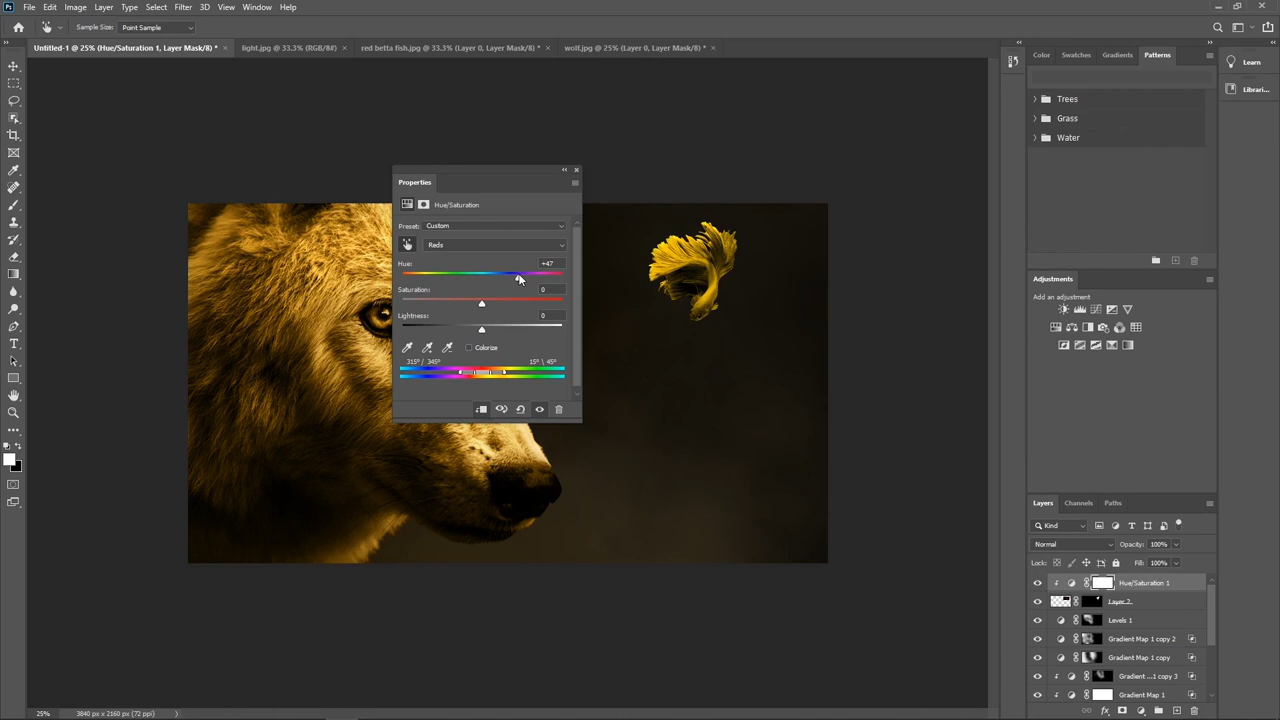 Ps File Edit Image Layer Type Select Filter 3D View Window Help
Sample Size: Point Sample
Untitled-1 @ 25% (Hue/Saturation 1, Layer Mask/8) * × light.jpg @ 33.3% (RGB/8#) × red betta fish.jpg @ 33.3% (Layer 0, Layer Mask/8) * × wolf.jpg @ 25% (Layer 0, Layer Mask/8) * ×
Color Swatches Gradients Patterns
Learn
Librari...
Trees
Grass
Water
Properties
Hue/Saturation
Preset: Custom
Reds
Hue: +47
Saturation: 0
Lightness: 0
Colorize
315° / 345° 15° \ 45°
Adjustments
Add an adjustment
Layers Channels Paths
Kind
Normal Opacity: 100%
Lock: Fill: 100%
Hue/Saturation 1
Layer 2
Levels 1
Gradient Map 1 copy 2
Gradient Map 1 copy
Gradient ...1 copy 3
Gradient Map 1
25% 3840 px x 2160 px (72 ppi)